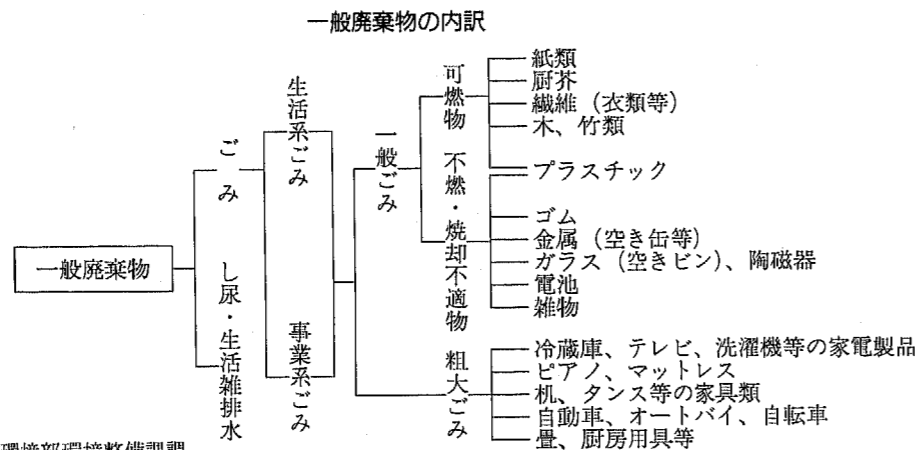 一般廃棄物の内訳
一般廃棄物
ごみ
し尿・生活雑排水
生活系ごみ
事業系ごみ
一般ごみ
可燃物
不燃・焼却不適物
粗大ごみ
紙類
厨芥
繊維（衣類等）
木、竹類
プラスチック
ゴム
金属（空き缶等）
ガラス（空きビン）、陶磁器
電池
雑物
冷蔵庫、テレビ、洗濯機等の家電製品
ピアノ、マットレス
机、タンス等の家具類
自動車、オートバイ、自転車
畳、厨房用具等